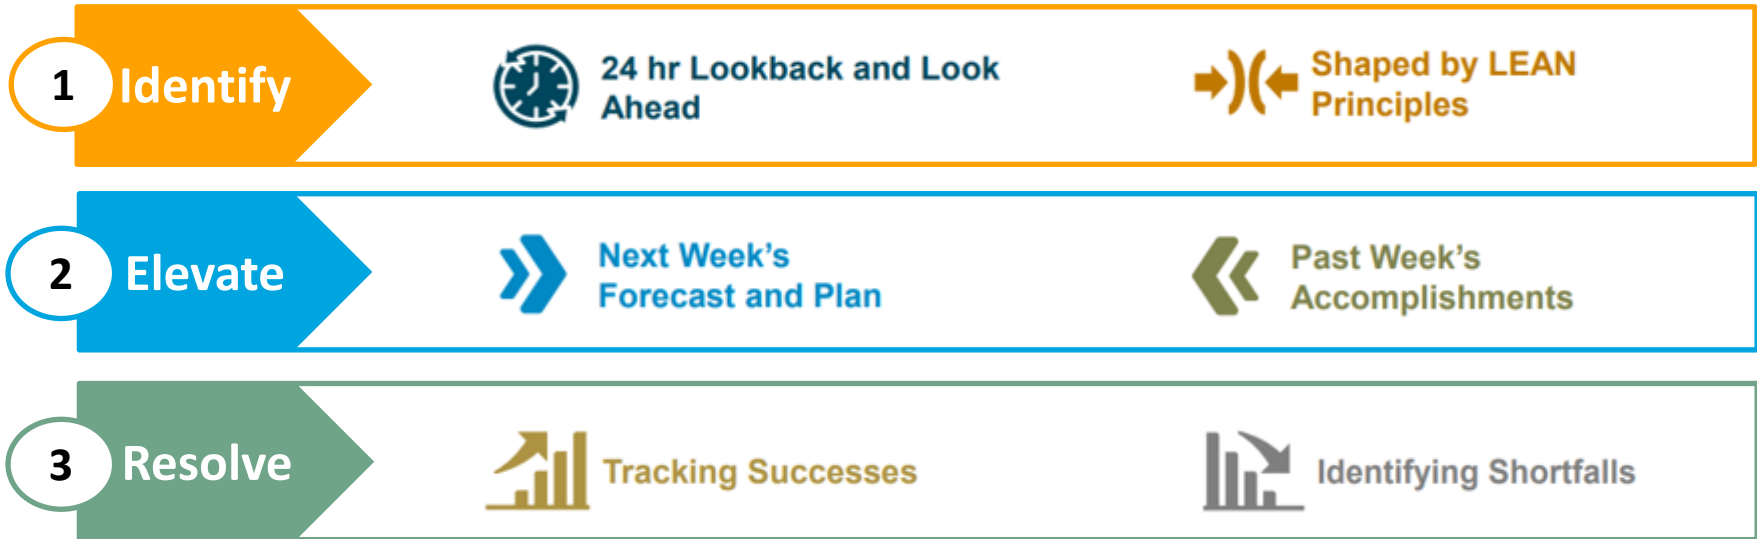 1
Identify
24 hr Lookback and Look
Ahead
Shaped by LEAN
Principles
2
Elevate
Next Week's
Forecast and Plan
Past Week's
Accomplishments
3
Resolve
Tracking Successes
Identifying Shortfalls